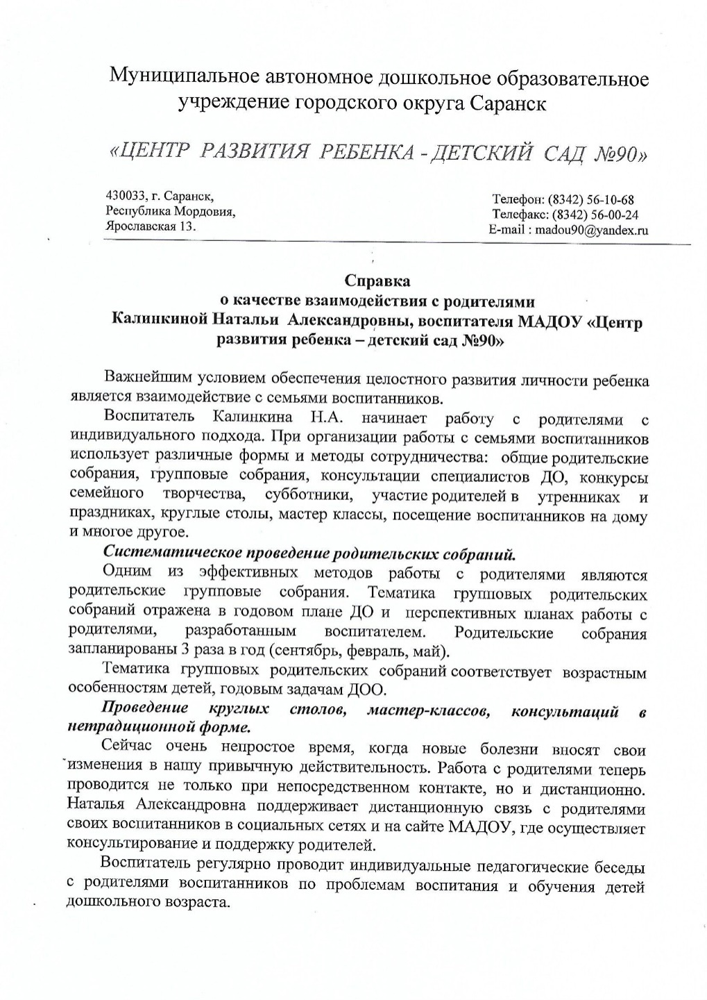 Муниципальное автономное дошкольное образовательное
учреждение городского округа Саранск
«ЦЕНТР РАЗВИТИЯ РЕБЕНКА - ДЕТСКИЙ САД №90»
430033, г. Саранск,
Республика Мордовия,
Ярославская 13.
Телефон: (8342) 56-10-68
Телефакс: (8342) 56-00-24
E-mail : madou90@yandex.ru
Справка
о качестве взаимодействия с родителями
Калинкиной Натальи Александровны, воспитателя МАДОУ «Центр
развития ребенка – детский сад №90»
Важнейшим условием обеспечения целостного развития личности ребенка
является взаимодействие с семьями воспитанников.
Воспитатель Калинкина Н.А. начинает работу с родителями с
индивидуального подхода. При организации работы с семьями воспитанников
использует различные формы и методы сотрудничества: общие родительские
собрания, групповые собрания, консультации специалистов ДО, конкурсы
семейного творчества, субботники, участие родителей в утренниках и
праздниках, круглые столы, мастер классы, посещение воспитанников на дому
и многое другое.
Систематическое проведение родительских собраний.
Одним из эффективных методов работы с родителями являются
родительские групповые собрания. Тематика групповых родительских
собраний отражена в годовом плане ДО и перспективных планах работы с
родителями, разработанным воспитателем. Родительские собрания
запланированы 3 раза в год (сентябрь, февраль, май).
Тематика групповых родительских собраний соответствует возрастным
особенностям детей, годовым задачам ДОО.
Проведение круглых столов, мастер-классов, консультаций в
нетрадиционной форме.
Сейчас очень непростое время, когда новые болезни вносят свои
изменения в нашу привычную действительность. Работа с родителями теперь
проводится не только при непосредственном контакте, но и дистанционно.
Наталья Александровна поддерживает дистанционную связь с родителями
своих воспитанников в социальных сетях и на сайте МАДОУ, где осуществляет
консультирование и поддержку родителей.
Воспитатель регулярно проводит индивидуальные педагогические беседы
с родителями воспитанников по проблемам воспитания и обучения детей
дошкольного возраста.